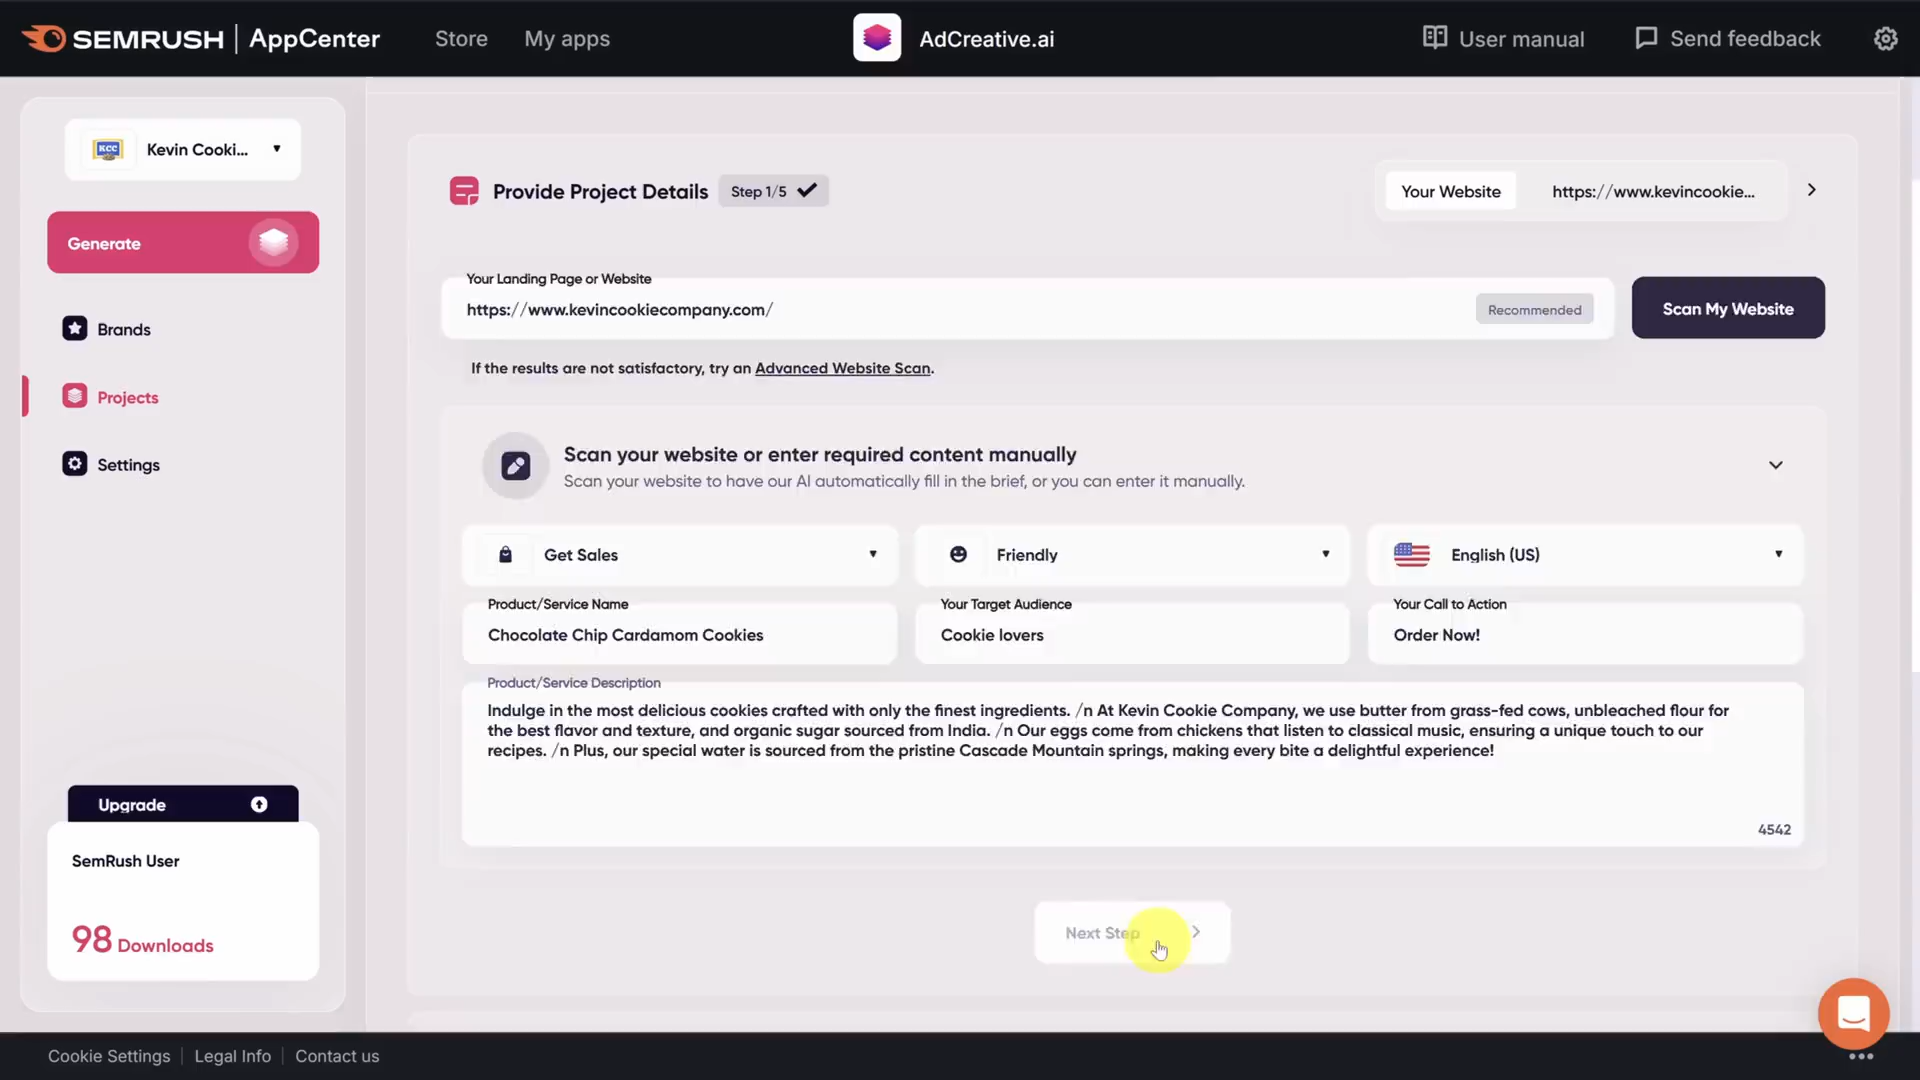 SEMRUSH | AppCenter
Store
My apps
AdCreative.ai
User manual
Send feedback
KCC
Kevin Cooki...
Generate
Brands
Projects
Settings
Upgrade
SemRush User
98 Downloads
Provide Project Details
Step 1/5
Your Website
https://www.kevincookie...
Your Landing Page or Website
https://www.kevincookiecompany.com/
Recommended
Scan My Website
If the results are not satisfactory, try an Advanced Website Scan.
Scan your website or enter required content manually
Scan your website to have our AI automatically fill in the brief, or you can enter it manually.
Get Sales
Friendly
English (US)
Product/Service Name
Chocolate Chip Cardamom Cookies
Your Target Audience
Cookie lovers
Your Call to Action
Order Now!
Product/Service Description
Indulge in the most delicious cookies crafted with only the finest ingredients. /n At Kevin Cookie Company, we use butter from grass-fed cows, unbleached flour for
the best flavor and texture, and organic sugar sourced from India. /n Our eggs come from chickens that listen to classical music, ensuring a unique touch to our
recipes. /n Plus, our special water is sourced from the pristine Cascade Mountain springs, making every bite a delightful experience!
4542
Next Step
Cookie Settings
Legal Info
Contact us